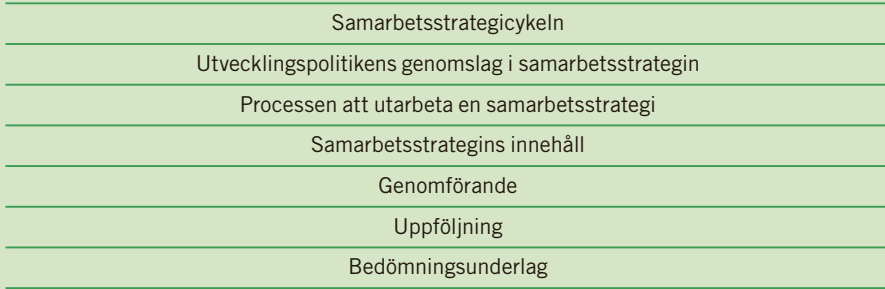 Samarbetsstrategicykeln
Utvecklingspolitikens genomslag i samarbetsstrategin
Processen att utarbeta en samarbetsstrategi
Samarbetsstrategins innehåll
Genomförande
Uppföljning
Bedömningsunderlag